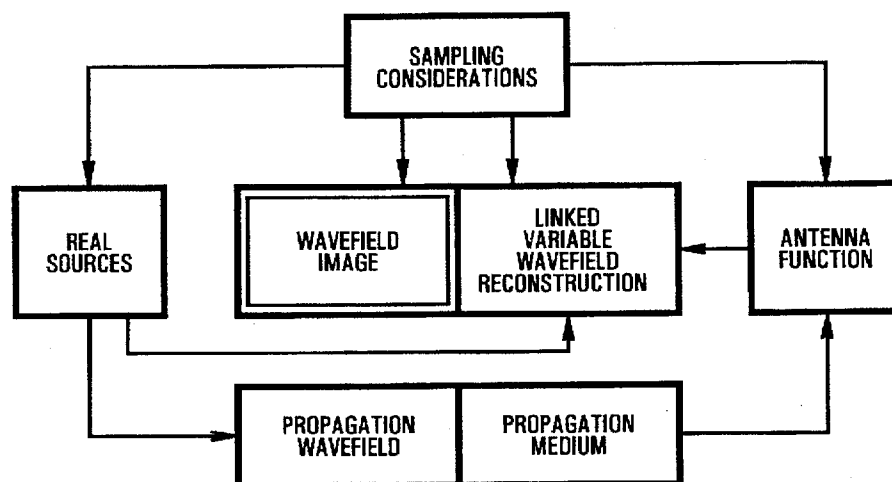 SAMPLING
CONSIDERATIONS
REAL
SOURCES
WAVEFIELD
IMAGE
LINKED
VARIABLE
WAVEFIELD
RECONSTRUCTION
ANTENNA
FUNCTION
PROPAGATION
WAVEFIELD
PROPAGATION
MEDIUM